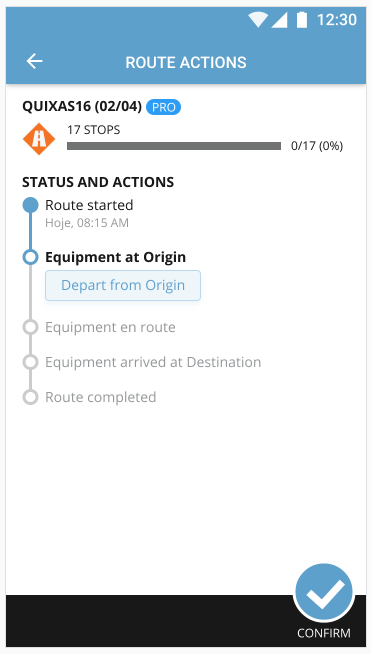 12:30
ROUTE ACTIONS
QUIXAS16 (02/04) PRO
17 STOPS
0/17 (0%)
STATUS AND ACTIONS
Route started
Hoje, 08:15 AM
Equipment at Origin
Depart from Origin
Equipment en route
Equipment arrived at Destination
Route completed
CONFIRM